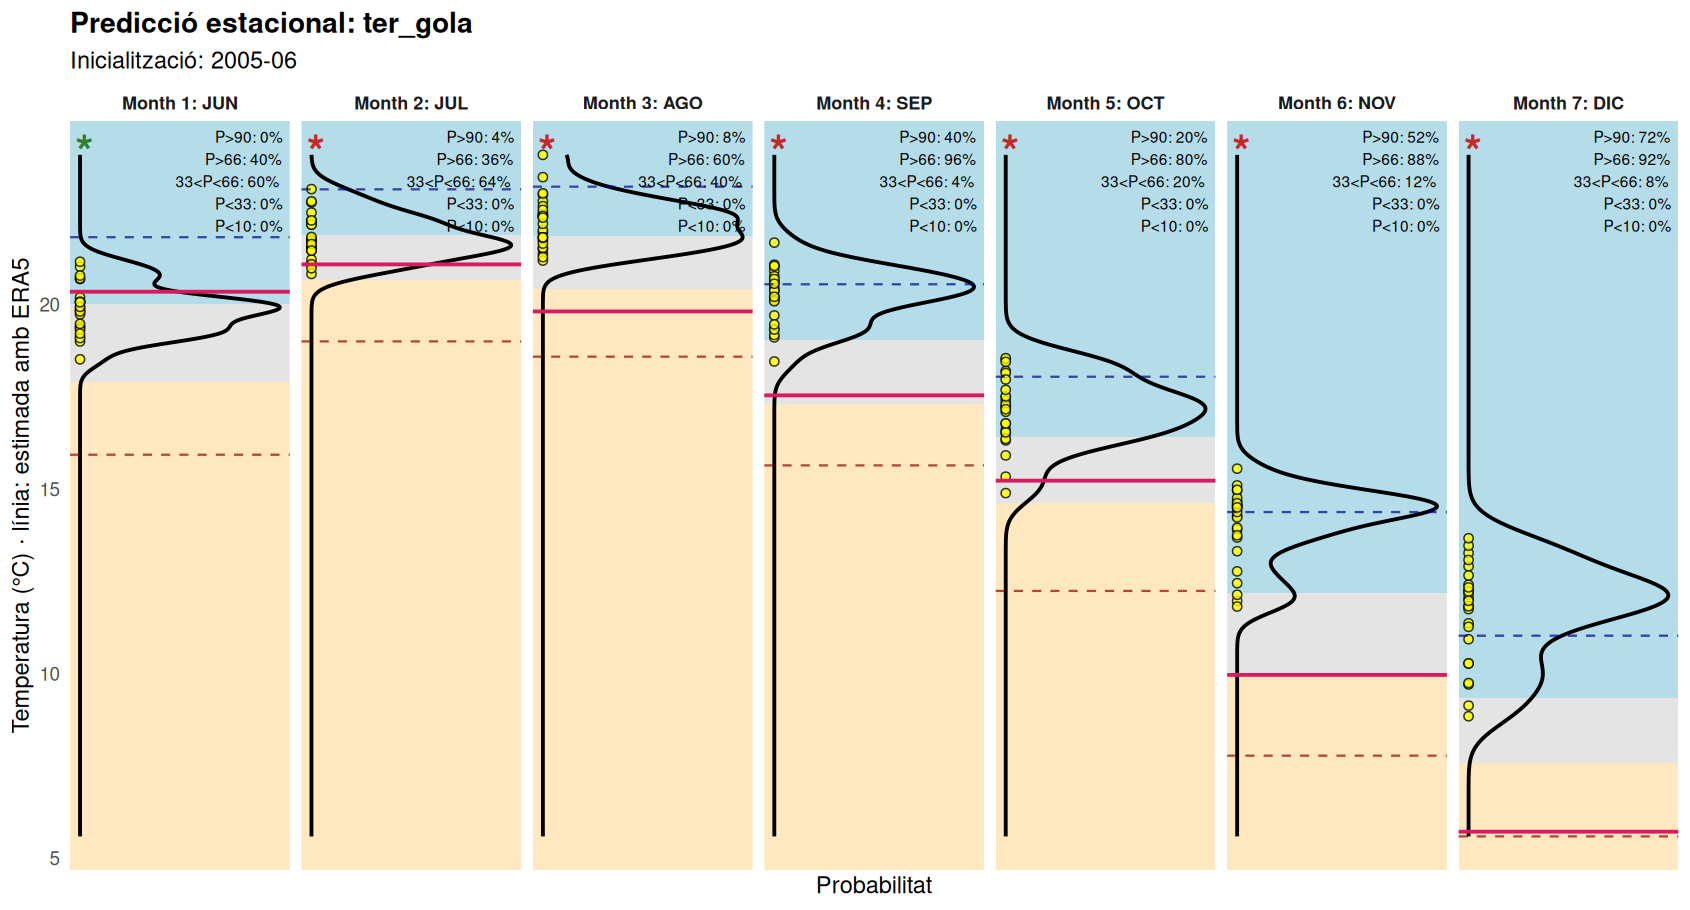 Predicció estacional: ter_gola
Inicialització: 2005-06
Month 1: JUN
Month 2: JUL
Month 3: AGO
Month 4: SEP
Month 5: OCT
Month 6: NOV
Month 7: DIC
*
P>90: 0%
P>66: 40%
33<P<66: 60%
P<33: 0%
P<10: 0%
*
P>90: 4%
P>66: 36%
33<P<66: 64%
P<33: 0%
P<10: 0%
*
P>90: 8%
P>66: 60%
33<P<66: 40%
P<33: 0%
P<10: 0%
*
P>90: 40%
P>66: 96%
33<P<66: 4%
P<33: 0%
P<10: 0%
*
P>90: 20%
P>66: 80%
33<P<66: 20%
P<33: 0%
P<10: 0%
*
P>90: 52%
P>66: 88%
33<P<66: 12%
P<33: 0%
P<10: 0%
*
P>90: 72%
P>66: 92%
33<P<66: 8%
P<33: 0%
P<10: 0%
Temperatura (°C) · línia: estimada amb ERA5
20
15
10
5
Probabilitat